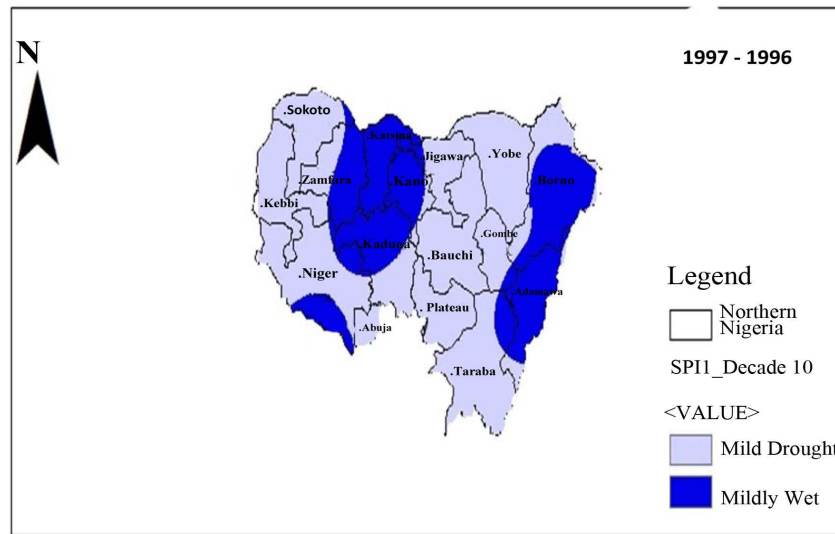 N
1997 - 1996
.Sokoto
.Katsina
.Jigawa
.Yobe
.Zamfara
.Kano
.Borno
.Kebbi
.Gombe
.Kaduna
.Bauchi
.Niger
.Adamawa
. Plateau
.Abuja
.Taraba
Legend
Northern
Nigeria
SPI1_Decade 10
<VALUE>
Mild Drought
Mildly Wet